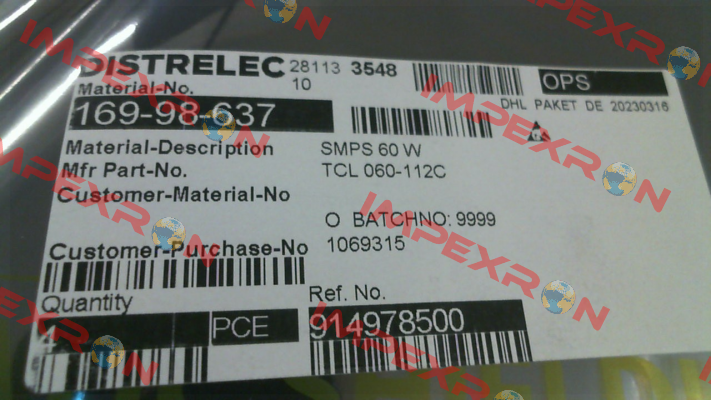 DISTRELEC 28113 3548
10
OPS
Material-No.
169-98-637
DHL PAKET DE 20230316
Material-Description SMPS 60 W
Mfr Part-No. TCL 060-112C
Customer-Material-No
O BATCHNO: 9999
Customer-Purchase-No 1069315
Quantity
4 PCE
Ref. No.
914978500
IMPEXRON
IMPEXRON
IMPEXRON
IMPEXRON
IMPEXRON